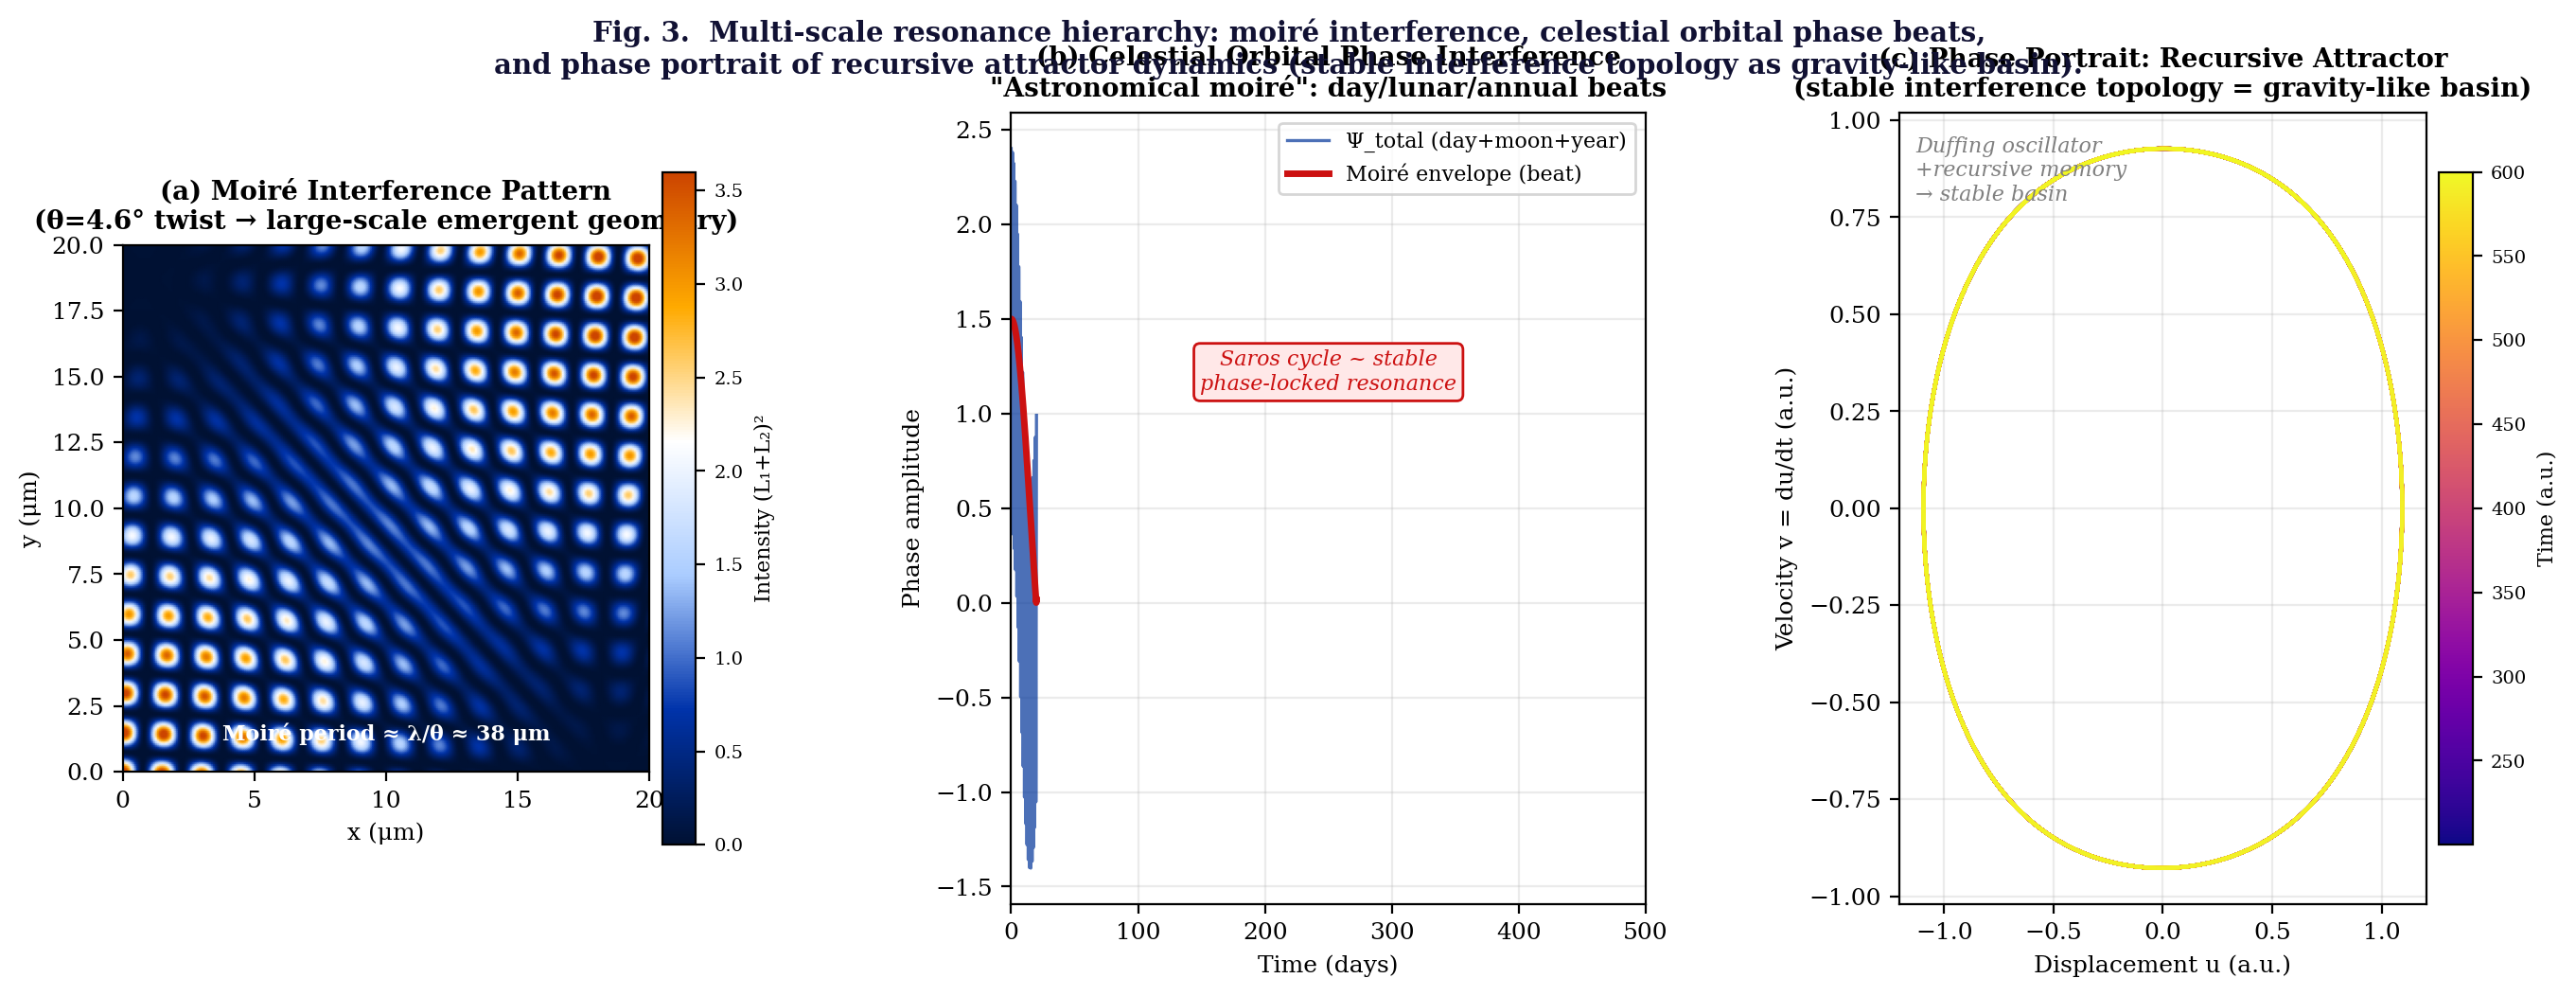 Fig. 3.  Multi-scale resonance hierarchy: moiré interference, celestial orbital phase beats,
and phase portrait of recursive attractor dynamics (stable interference topology as gravity-like basin).
(a) Moiré Interference Pattern
(θ=4.6° twist → large-scale emergent geometry)
20.0
17.5
15.0
12.5
10.0
7.5
5.0
2.5
0.0
y (μm)
Moiré period ≈ λ/θ ≈ 38 μm
0
5
10
15
20
x (μm)
3.5
3.0
2.5
2.0
1.5
1.0
0.5
0.0
Intensity (L₁+L₂)²
(b) Celestial Orbital Phase Interference
"Astronomical moiré": day/lunar/annual beats
Ψ_total (day+moon+year)
Moiré envelope (beat)
Saros cycle ~ stable
phase-locked resonance
2.5
2.0
1.5
1.0
0.5
0.0
−0.5
−1.0
−1.5
Phase amplitude
0
100
200
300
400
500
Time (days)
(c) Phase Portrait: Recursive Attractor
(stable interference topology = gravity-like basin)
Duffing oscillator
+recursive memory
→ stable basin
1.00
0.75
0.50
0.25
0.00
−0.25
−0.50
−0.75
−1.00
Velocity v = du/dt (a.u.)
−1.0
−0.5
0.0
0.5
1.0
Displacement u (a.u.)
600
550
500
450
400
350
300
250
Time (a.u.)